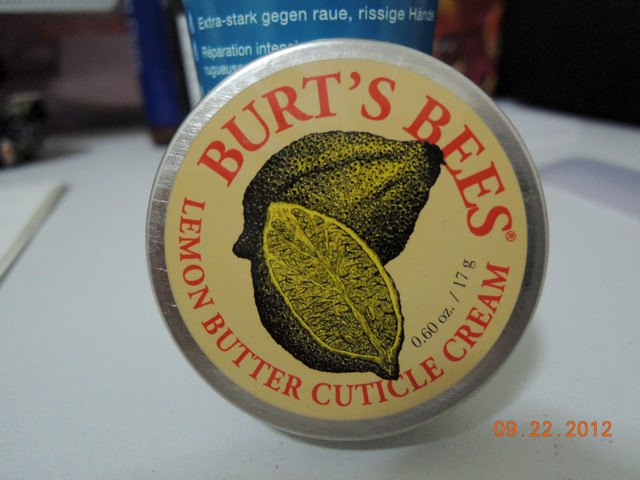 Extra-stark gegen raue, rissige Hände
Réparation
BURT'S BEES®
LEMON BUTTER CUTICLE CREAM
0.60 oz. / 17 g
09.22.2012